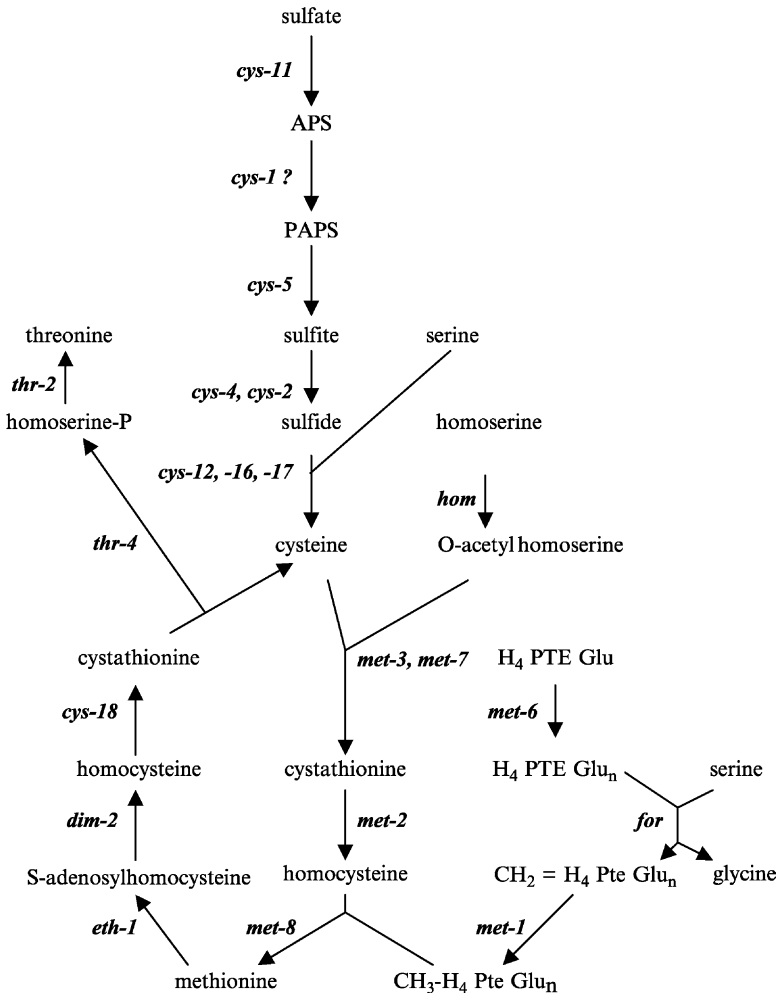 sulfate
cys-11
APS
cys-1 ?
PAPS
cys-5
threonine sulfite serine
thr-2 cys-4, cys-2
homoserine-P sulfide homoserine
cys-12, -16, -17
hom
thr-4 cysteine O-acetyl homoserine
cystathionine met-3, met-7 H4 PTE Glu
cys-18 met-6
homocysteine cystathionine H4 PTE Glun serine
dim-2 met-2 for
S-adenosylhomocysteine homocysteine CH2 = H4 Pte Glun glycine
eth-1 met-8 met-1
methionine CH3-H4 Pte Glun